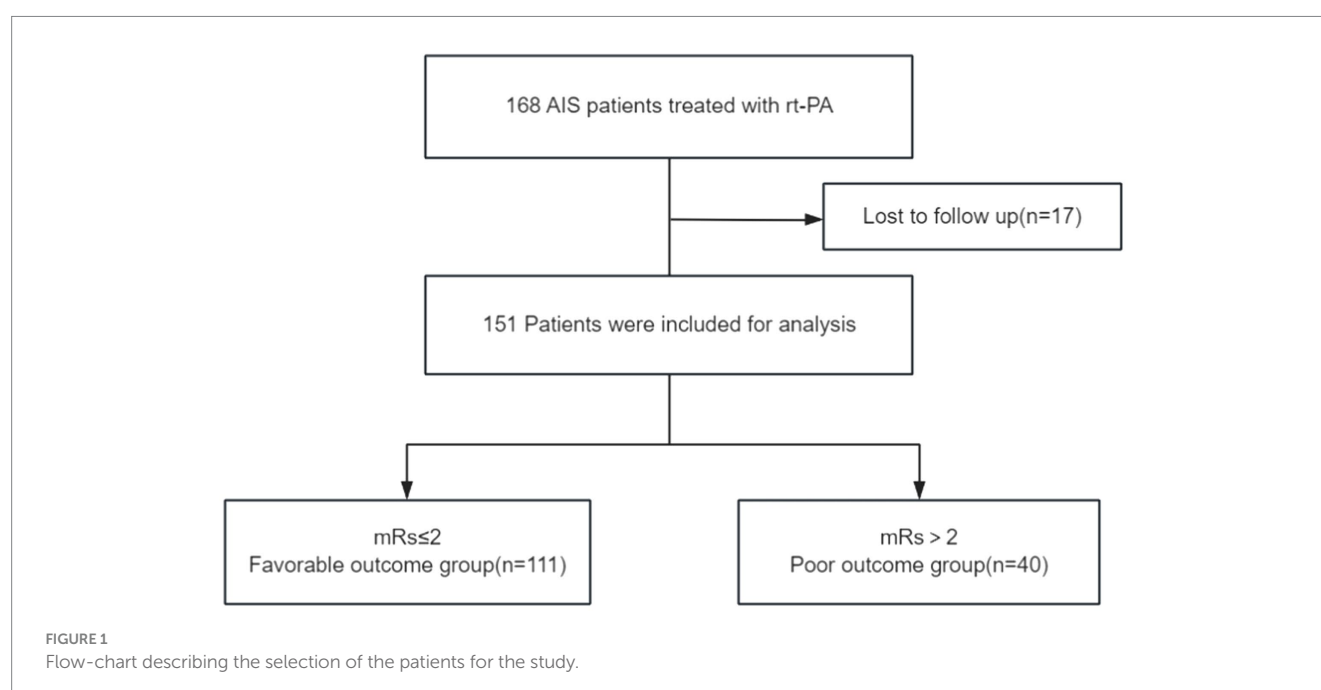 168 AIS patients treated with rt-PA
Lost to follow up(n=17)
151 Patients were included for analysis
mRs≤2
Favorable outcome group(n=111)
mRs > 2
Poor outcome group(n=40)
FIGURE 1
Flow-chart describing the selection of the patients for the study.